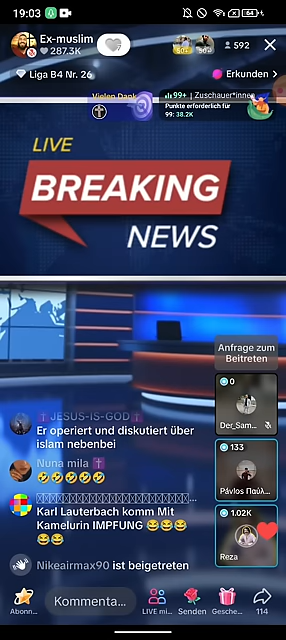 19:03
84
Ex-muslim
287.3K
592
Liga B4 Nr. 26
Erkunden >
Vielen Dank
99+ | Zuschauer*innen
Punkte erforderlich für
99: 38.2K
LIVE
BREAKING
NEWS
Anfrage zum
Beitreten
0
Der_Sam...
133
Pávlos Παύλ...
1.02K
Reza
JESUS-IS-GOD
Er operiert und diskutiert über
islam nebenbei
Nuna mila
🤣🤣🤣🤣🤣
Karl Lauterbach komm Mit
Kamelurin IMPFUNG 😂😂😂
😂😂
Nikeairmax90 ist beigetreten
Abonn...
Kommenta...
LIVE mi...
Senden
Gesche...
114